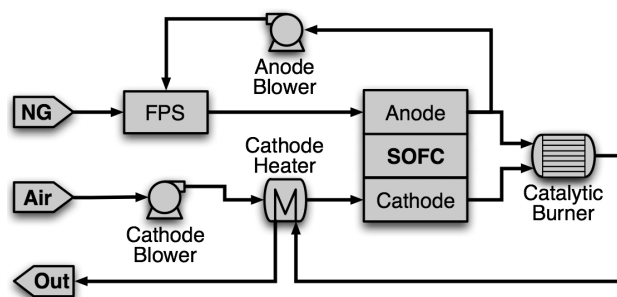 Anode
Blower
NG
FPS
Anode
SOFC
Cathode
Cathode
Heater
Catalytic
Burner
Air
Cathode
Blower
Out